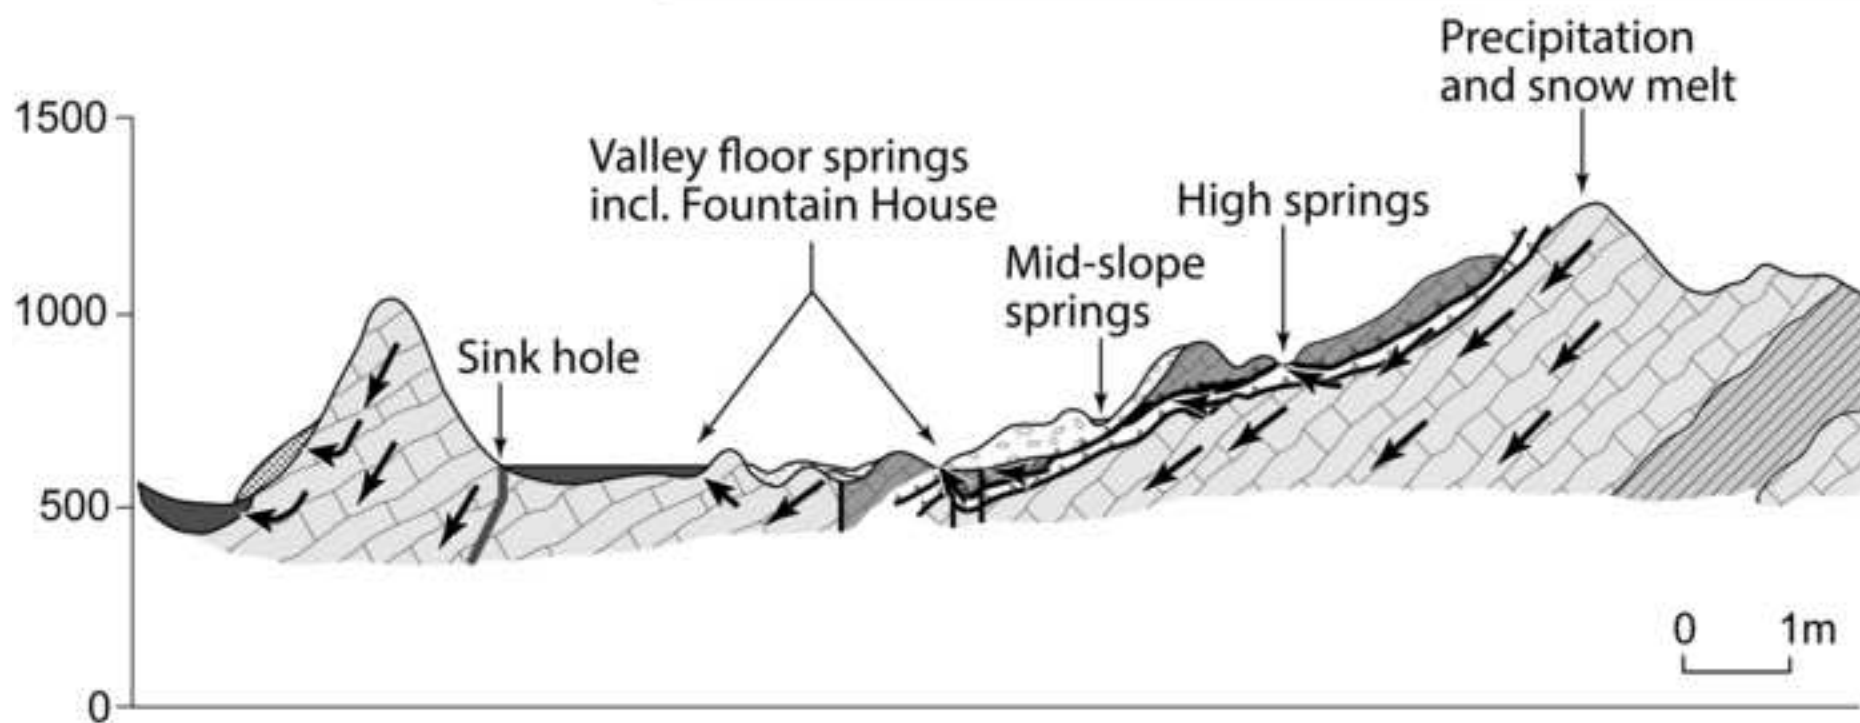 Precipitation
and snow melt
1500
Valley floor springs
incl. Fountain House
High springs
Mid-slope
springs
1000
Sink hole
500
0 1m
0